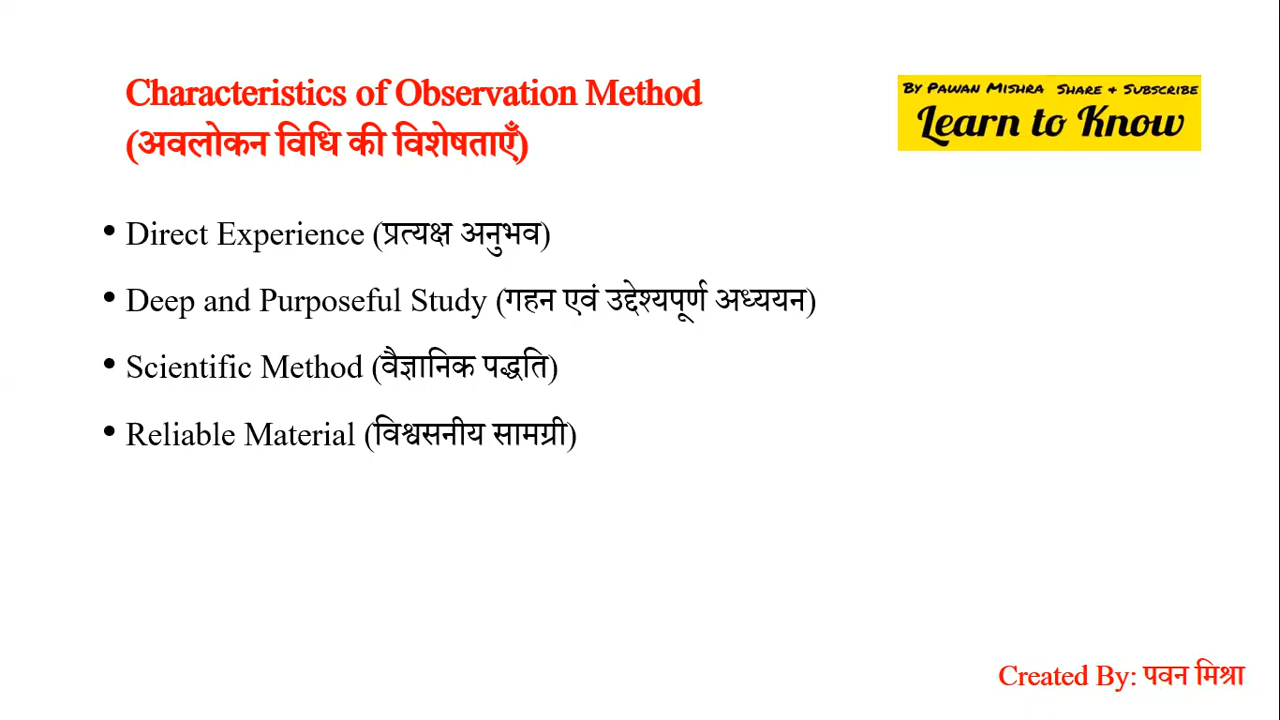 Characteristics of Observation Method
(अवलोकन विधि की विशेषताएँ)
By Pawan Mishra Share & Subscribe
Learn to Know
• Direct Experience (प्रत्यक्ष अनुभव)
• Deep and Purposeful Study (गहन एवं उद्देश्यपूर्ण अध्ययन)
• Scientific Method (वैज्ञानिक पद्धति)
• Reliable Material (विश्वसनीय सामग्री)
Created By: पवन मिश्रा